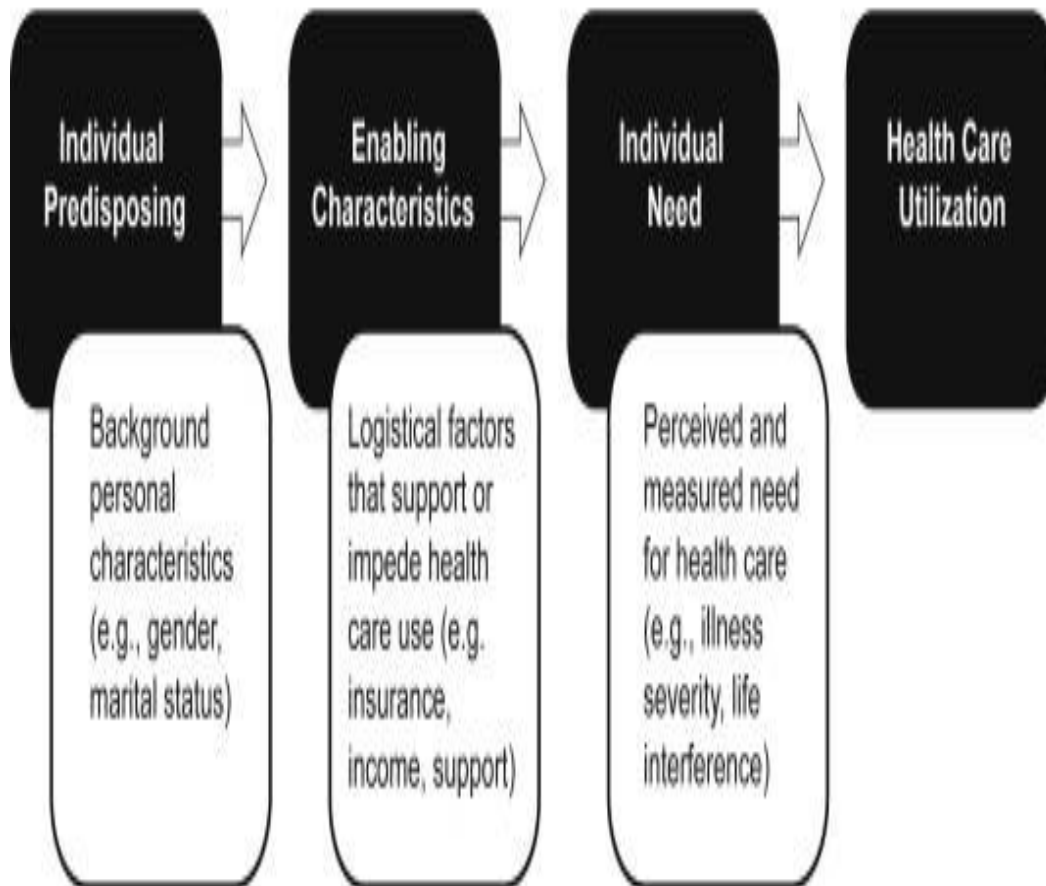 Individual
Predisposing
Enabling
Characteristics
Individual
Need
Health Care
Utilization
Background
personal
characteristics
(e.g., gender,
marital status)
Logistical factors
that support or
impede health
care use (e.g.
insurance,
income, support)
Perceived and
measured need
for health care
(e.g., illness
severity, life
interference)